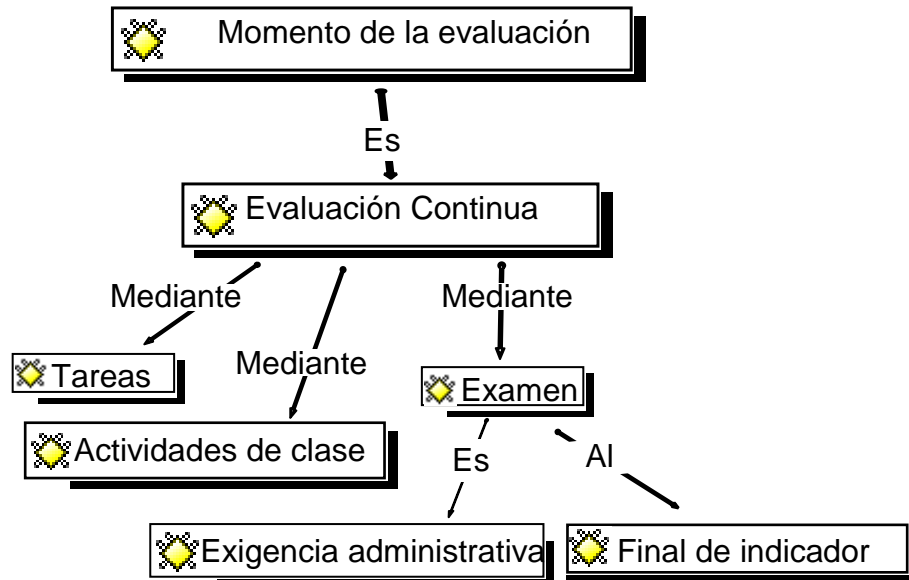 Momento de la evaluación
Es
Evaluación Continua
Mediante
Mediante
Mediante
Tareas
Examen
Actividades de clase
Es
Al
Exigencia administrativa
Final de indicador